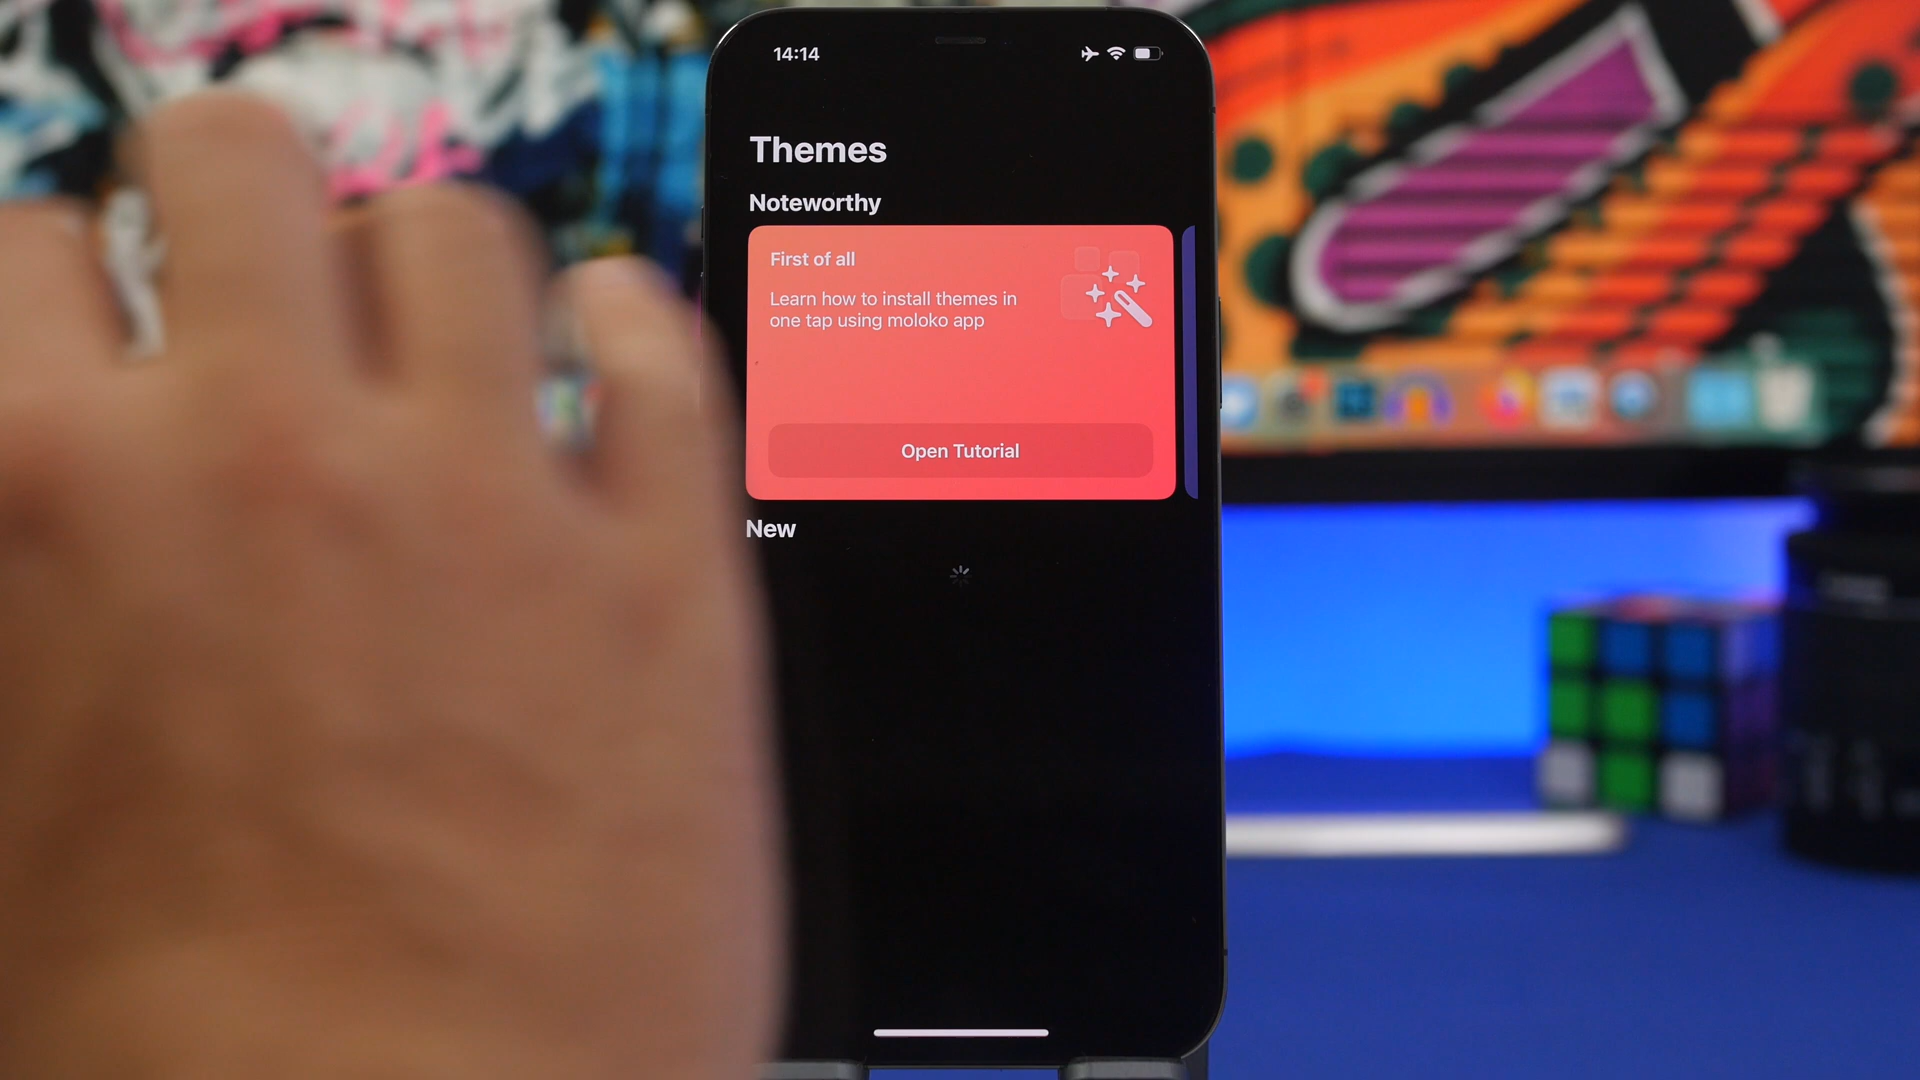 14:14
Themes
Noteworthy
First of all
Learn how to install themes in
one tap using moloko app
Open Tutorial
New